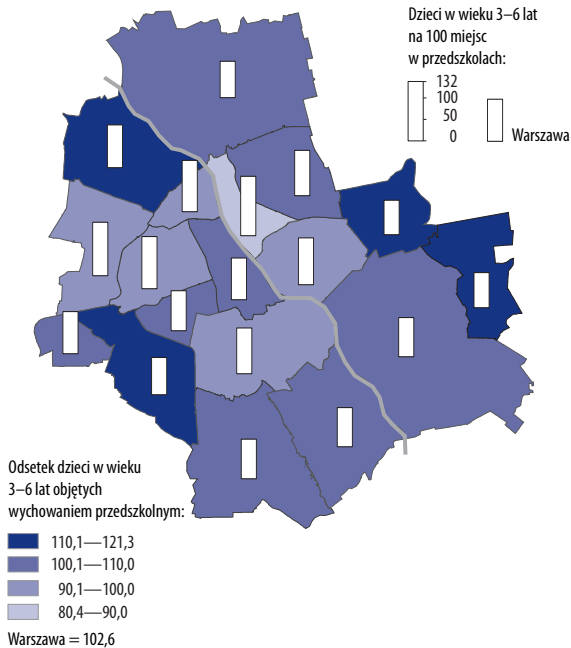 Dzieci w wieku 3–6 lat
na 100 miejsc
w przedszkolach:
132
100
50
0
Warszawa
Odsetek dzieci w wieku
3–6 lat objętych
wychowaniem przedszkolnym:
110,1—121,3
100,1—110,0
90,1—100,0
80,4—90,0
Warszawa = 102,6